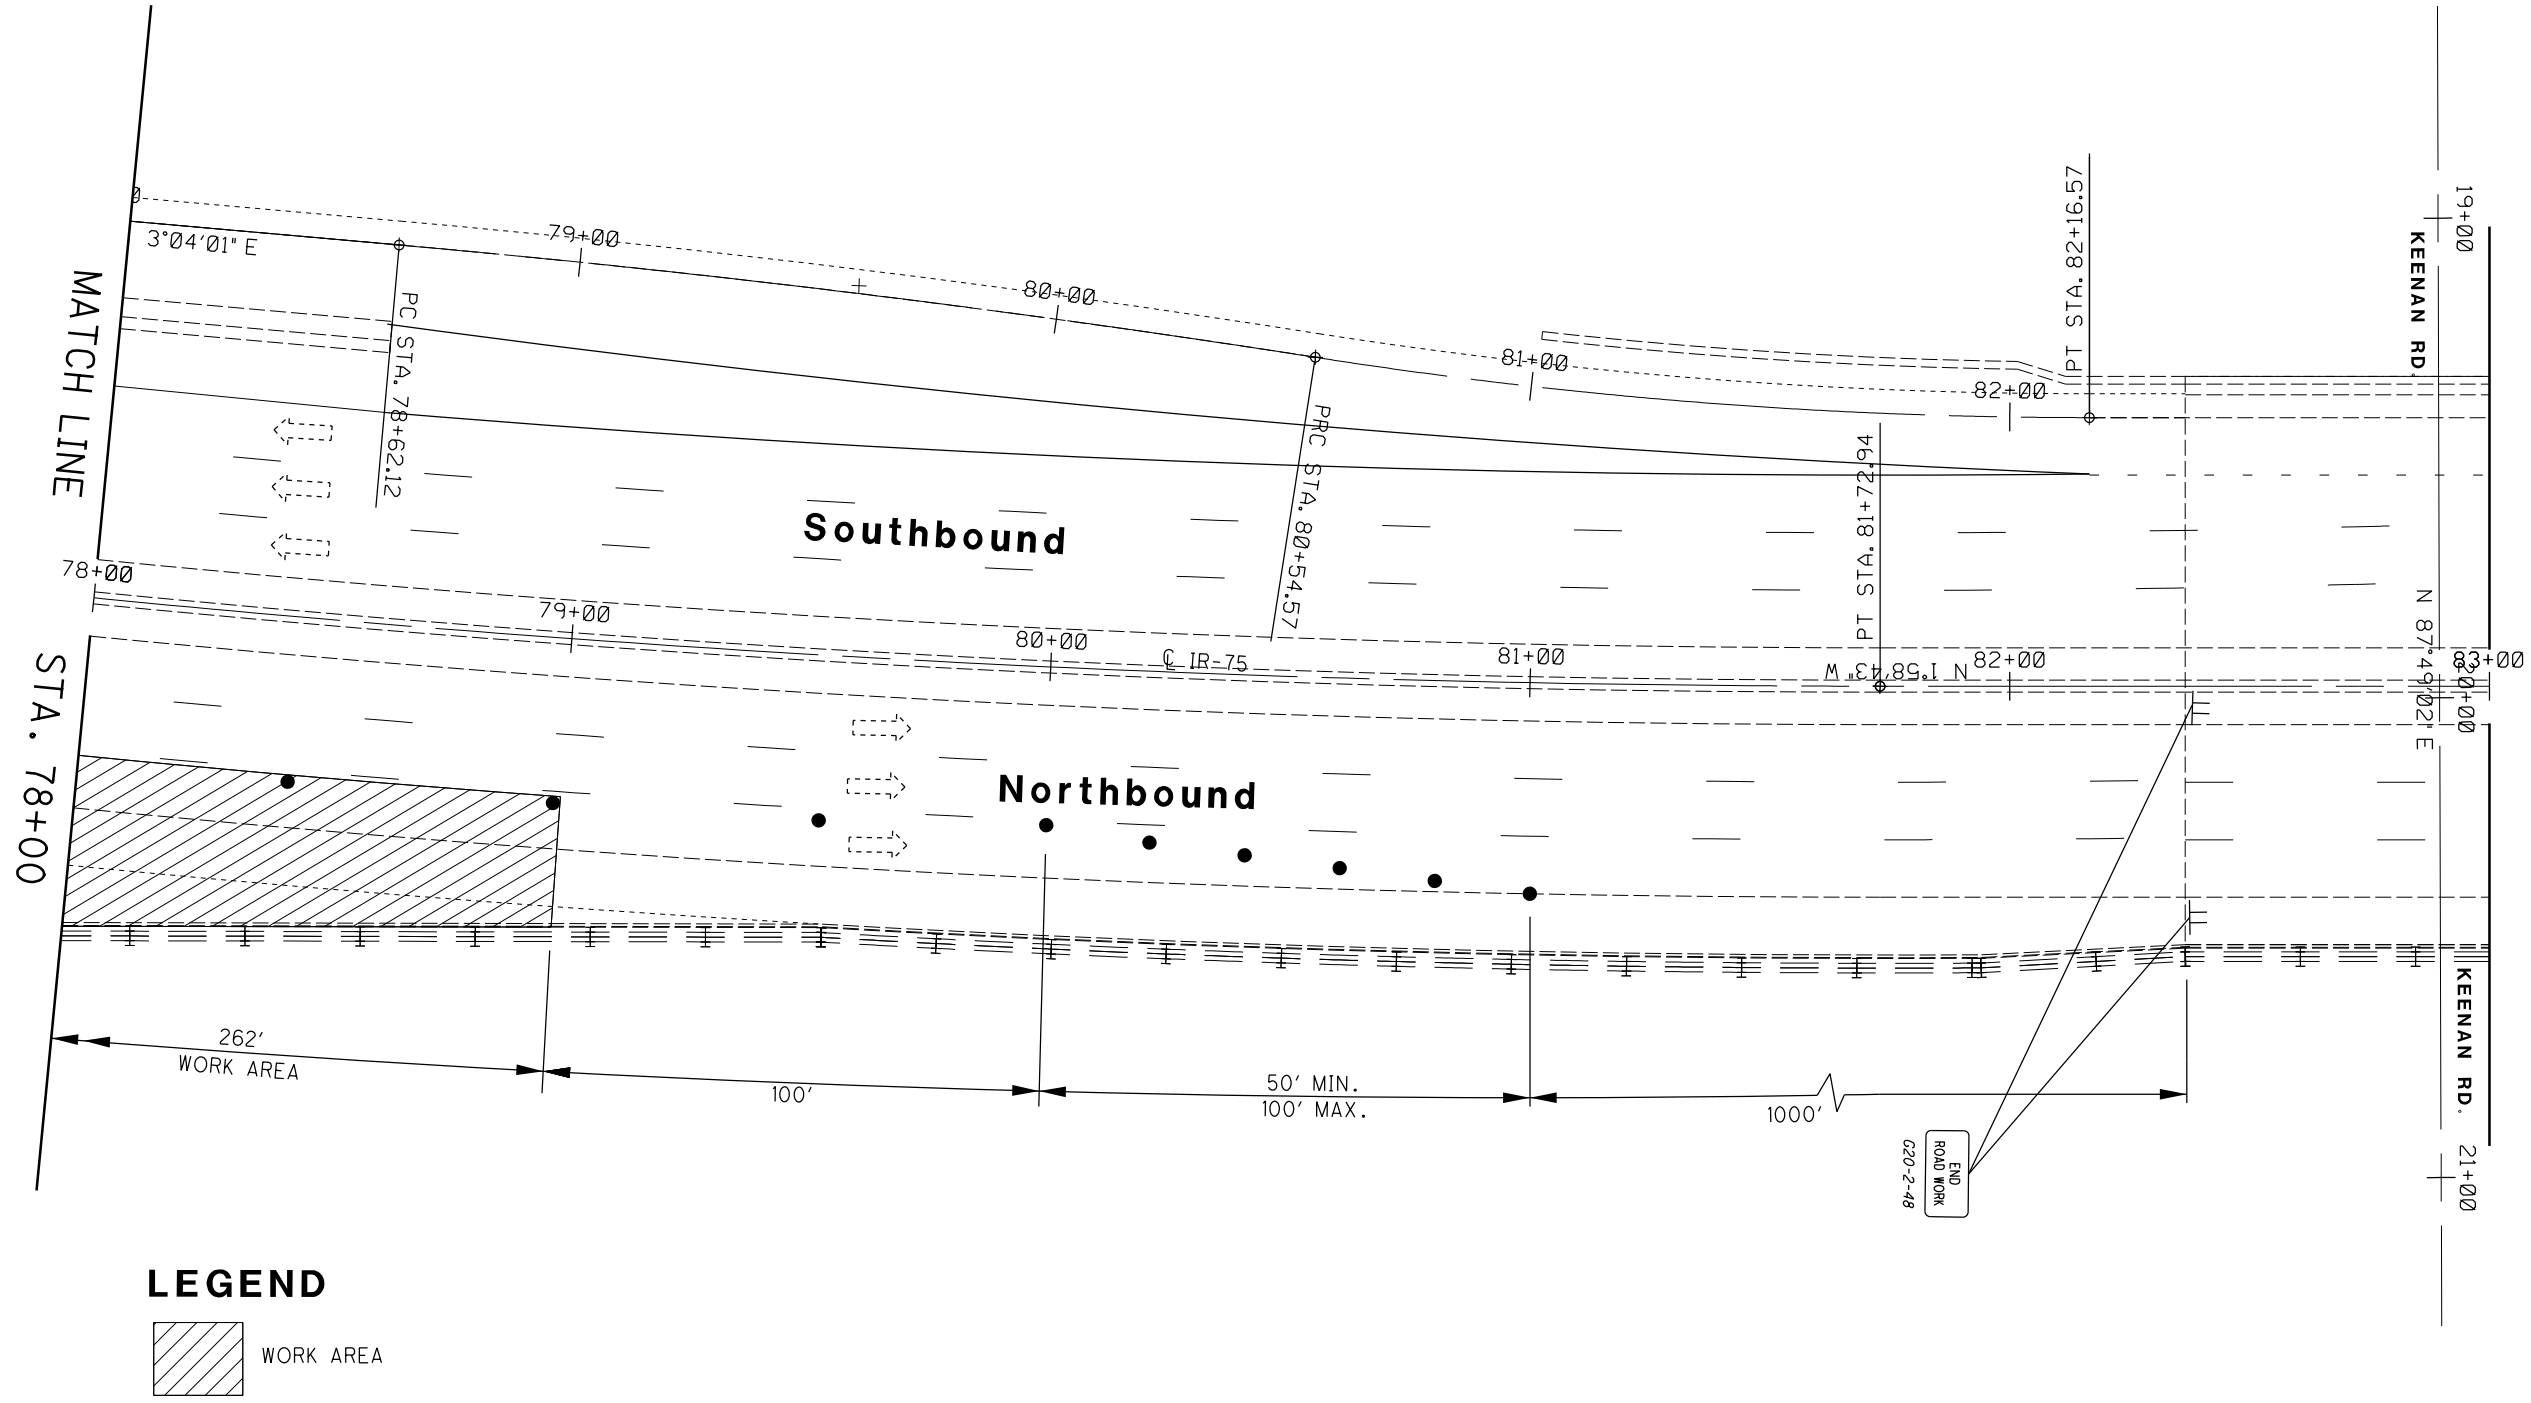 19+00
KEENAN RD.
PT STA. 82+16.57
3°04'01" E
79+00
80+00
81+00
82+00
MATCH LINE
STA. 78+00
PC STA. 78+62.12
PRC STA. 80+54.57
PT STA. 81+72.94
Southbound
78+00
79+00
80+00
℄ IR-75
81+00
N 1°58'43" W
82+00
83+00
20+00
N 87°49'02" E
Northbound
KEENAN RD.
262'
WORK AREA
100'
50' MIN.
100' MAX.
1000'
END
ROAD WORK
G20-2-48
21+00
LEGEND
WORK AREA